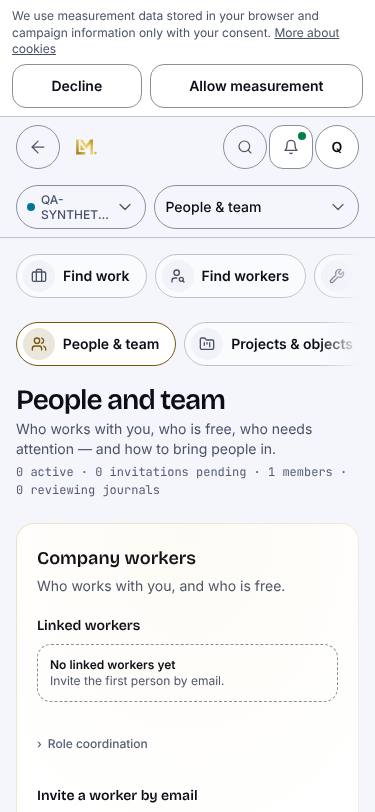 We use measurement data stored in your browser and
campaign information only with your consent. More about
cookies
Decline
Allow measurement
LM.
Q
QA-
SYNTHET...
People & team
Find work
Find workers
People & team
Projects & objects
People and team
Who works with you, who is free, who needs
attention — and how to bring people in.
0 active · 0 invitations pending · 1 members ·
0 reviewing journals
Company workers
Who works with you, and who is free.
Linked workers
No linked workers yet
Invite the first person by email.
› Role coordination
Invite a worker by email